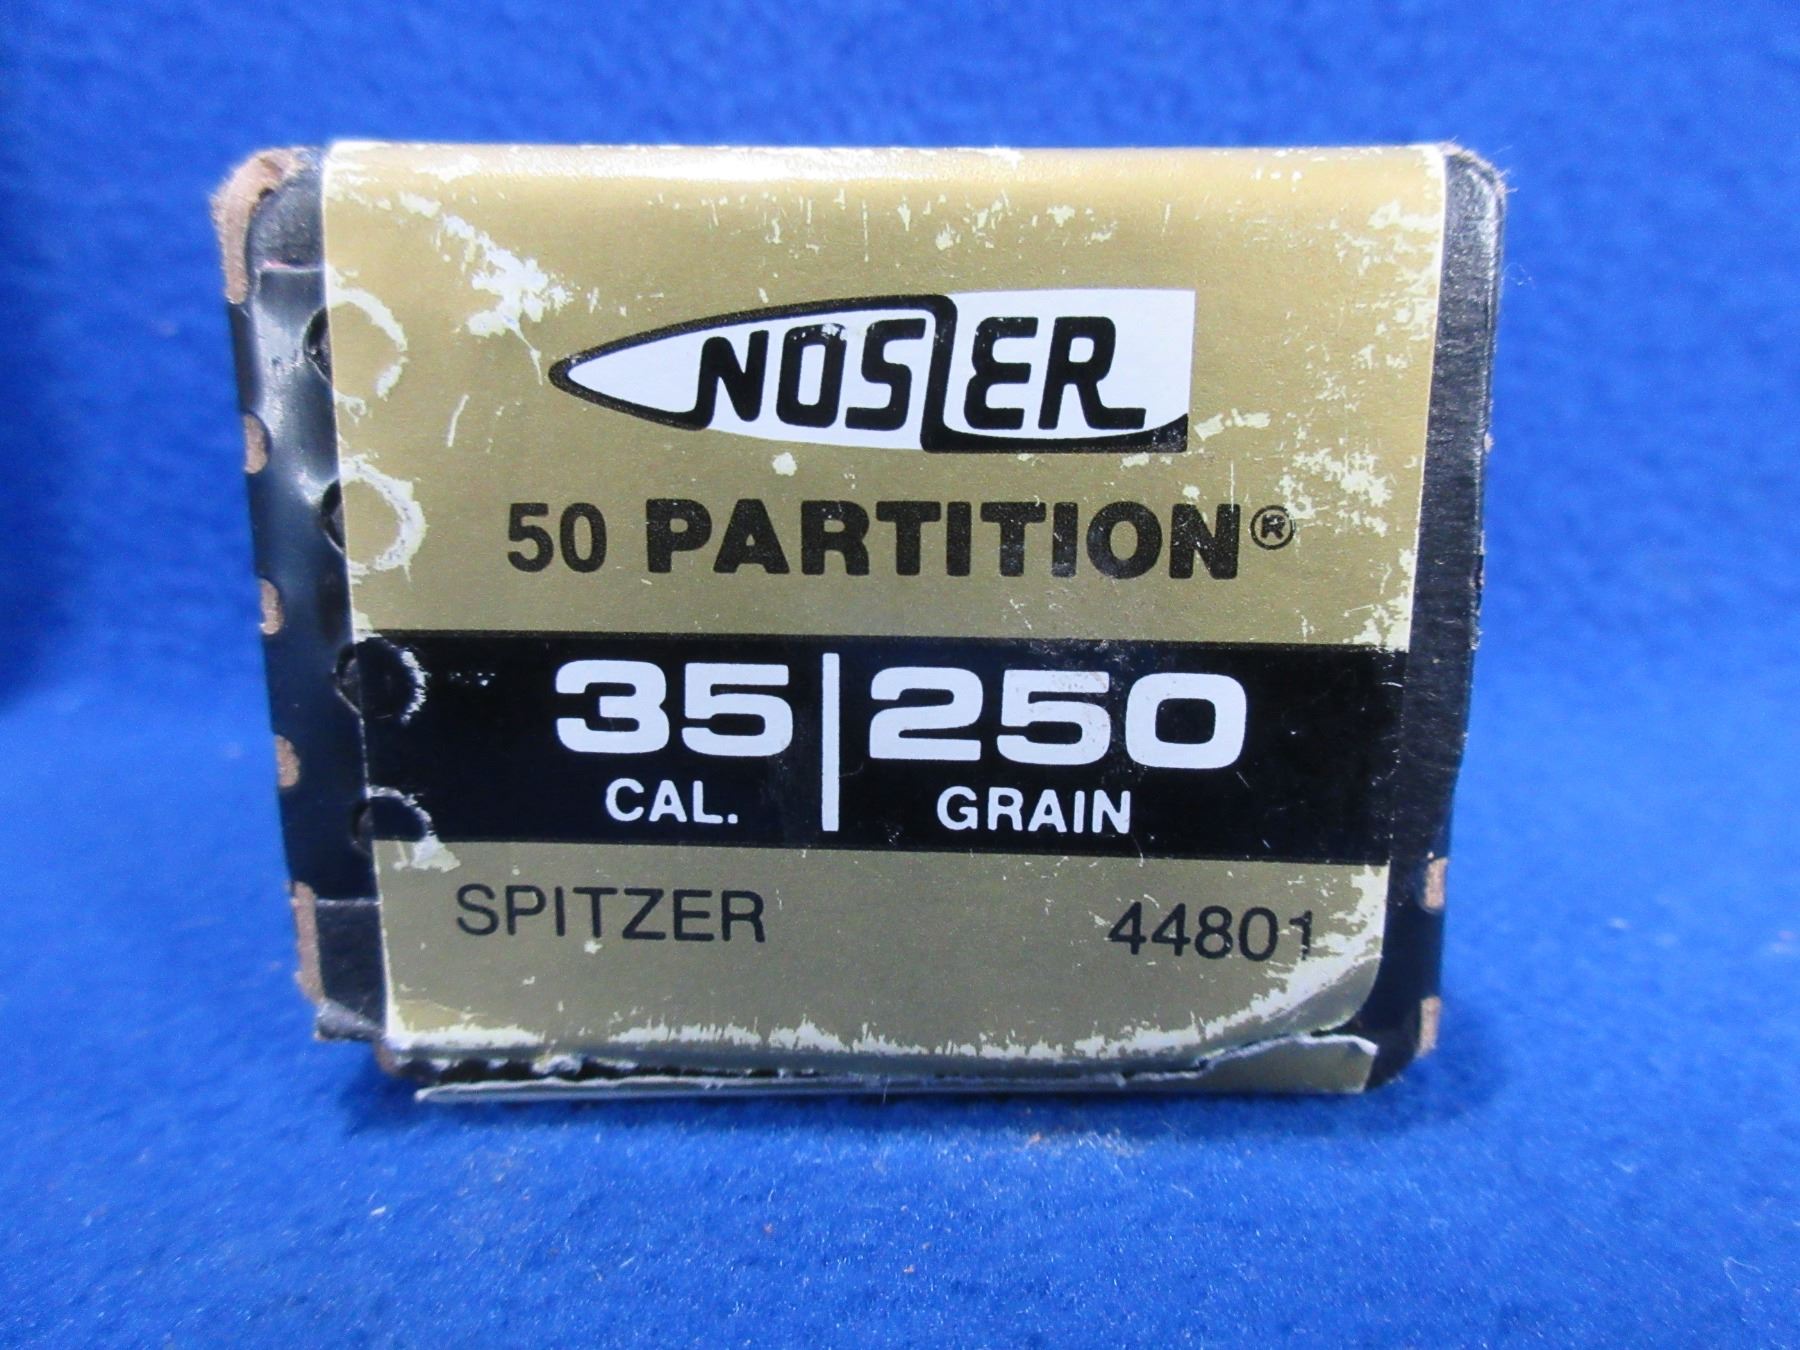 NOSLER
50 PARTITION®
35 | 250
CAL. GRAIN
SPITZER 44801